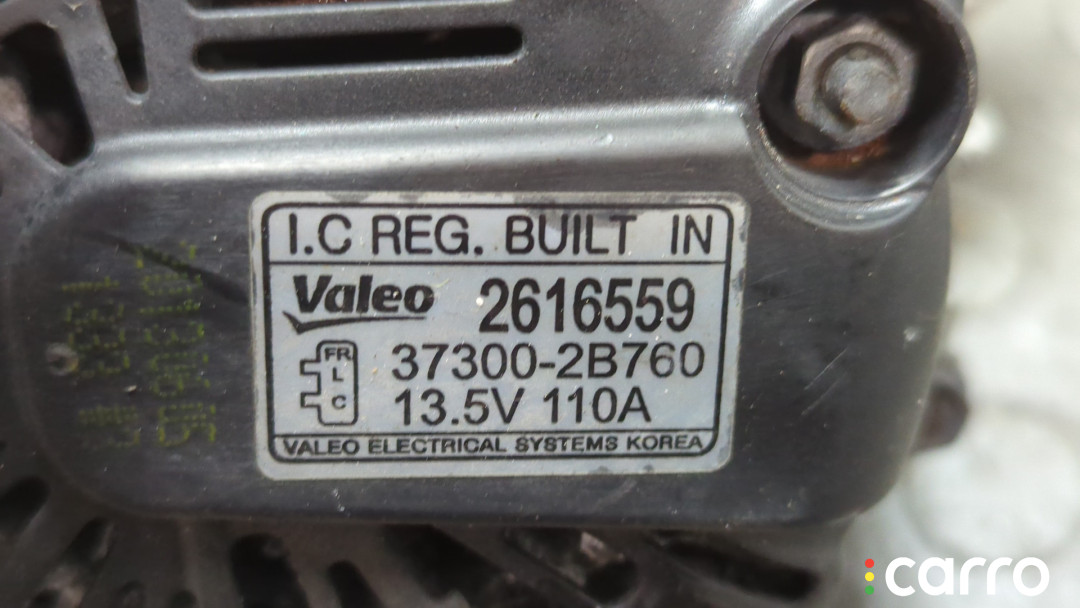 I.C REG. BUILT IN
Valeo 2616559
FR
L
C
37300-2B760
13.5V 110A
VALEO ELECTRICAL SYSTEMS KOREA
carro